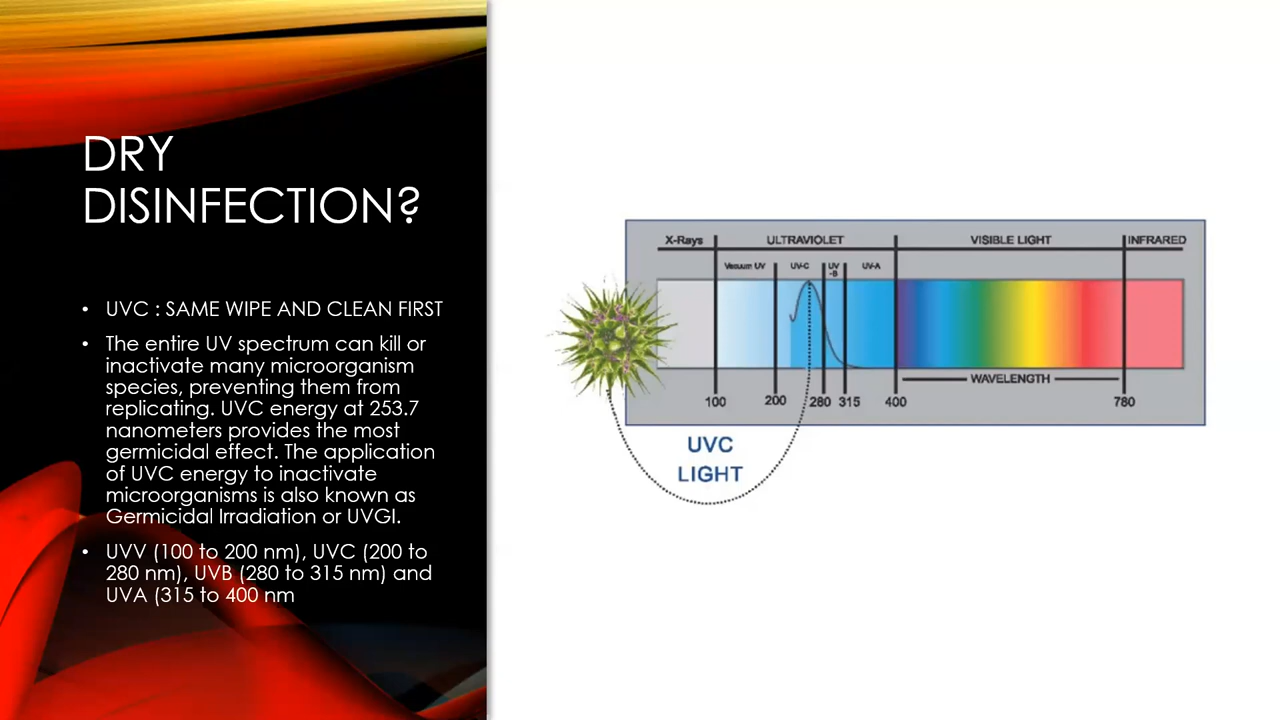 DRY
DISINFECTION?
• UVC : SAME WIPE AND CLEAN FIRST
• The entire UV spectrum can kill or
inactivate many microorganism
species, preventing them from
replicating. UVC energy at 253.7
nanometers provides the most
germicidal effect. The application
of UVC energy to inactivate
microorganisms is also known as
Germicidal Irradiation or UVGI.
• UVV (100 to 200 nm), UVC (200 to
280 nm), UVB (280 to 315 nm) and
UVA (315 to 400 nm
X-Rays ULTRAVIOLET VISIBLE LIGHT INFRARED
Vacuum UV UV-C UV-B UV-A
WAVELENGTH
100 200 280 315 400 780
UVC
LIGHT